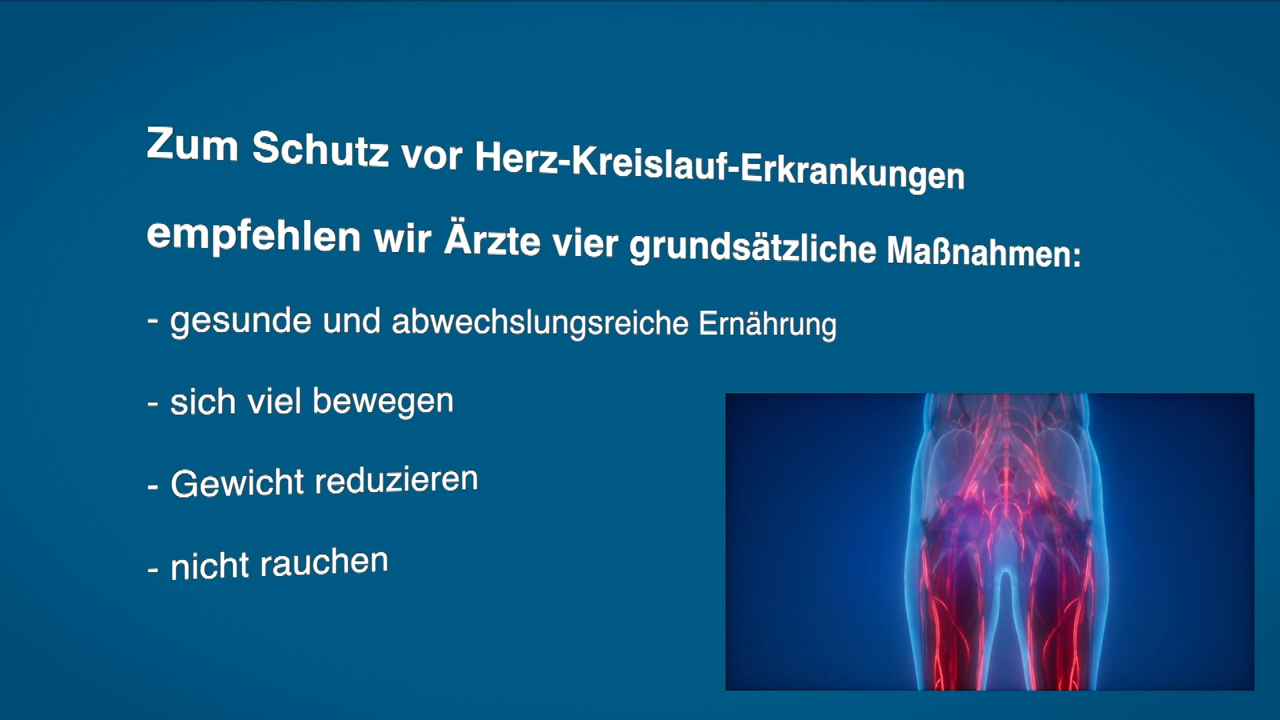 Zum Schutz vor Herz-Kreislauf-Erkrankungen
empfehlen wir Ärzte vier grundsätzliche Maßnahmen:
- gesunde und abwechslungsreiche Ernährung
- sich viel bewegen
- Gewicht reduzieren
- nicht rauchen